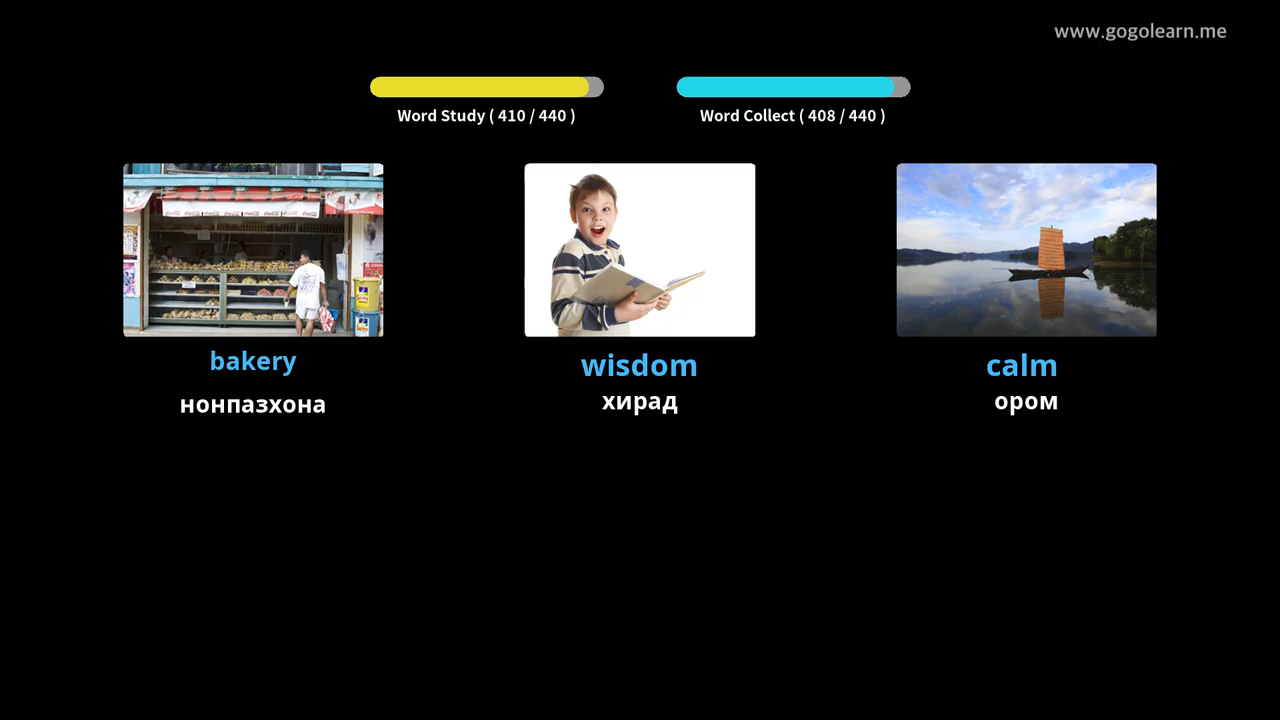 www.gogolearn.me
Word Study ( 410 / 440 )
Word Collect ( 408 / 440 )
bakery
нонпазхона
wisdom
хирад
calm
ором